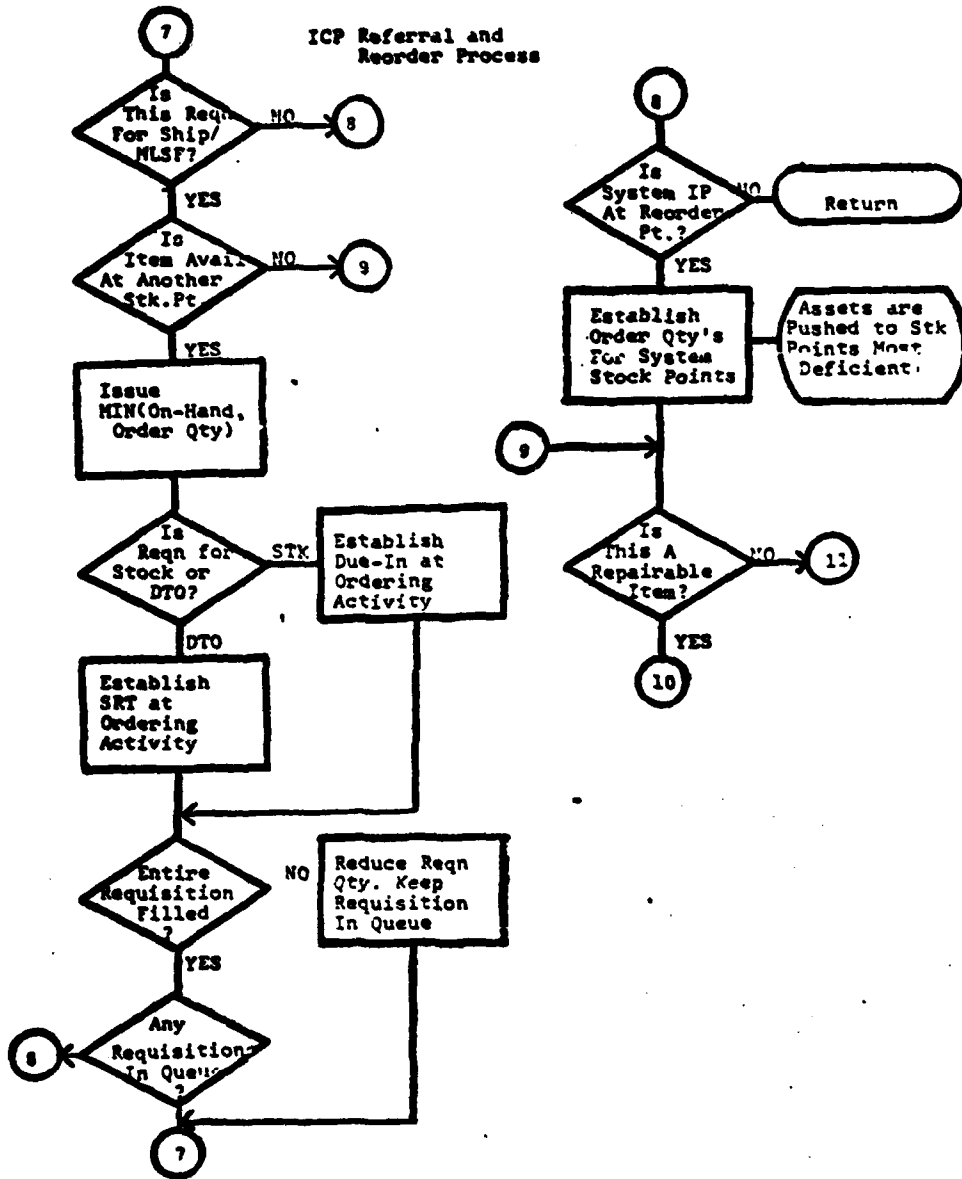 7
ICP Referral and
Reorder Process
Is
This Reqn
For Ship/
MLSF?
NO
8
YES
Is
Item Avail
At Another
Stk.Pt.
NO
9
YES
Issue
MIN(On-Hand,
Order Qty)
Is
Reqn for
Stock or
DTO?
STK
Establish
Due-In at
Ordering
Activity
DTO
Establish
SRT at
Ordering
Activity
Entire
Requisition
Filled
?
NO
Reduce Reqn
Qty. Keep
Requisition
In Queue
YES
Any
Requisition
In Queue
?
8
7
8
Is
System IP
At Reorder
Pt.?
NO
Return
YES
Establish
Order Qty's
For System
Stock Points
Assets are
Pushed to Stk
Points Most
Deficient.
9
Is
This A
Repairable
Item?
NO
11
YES
10